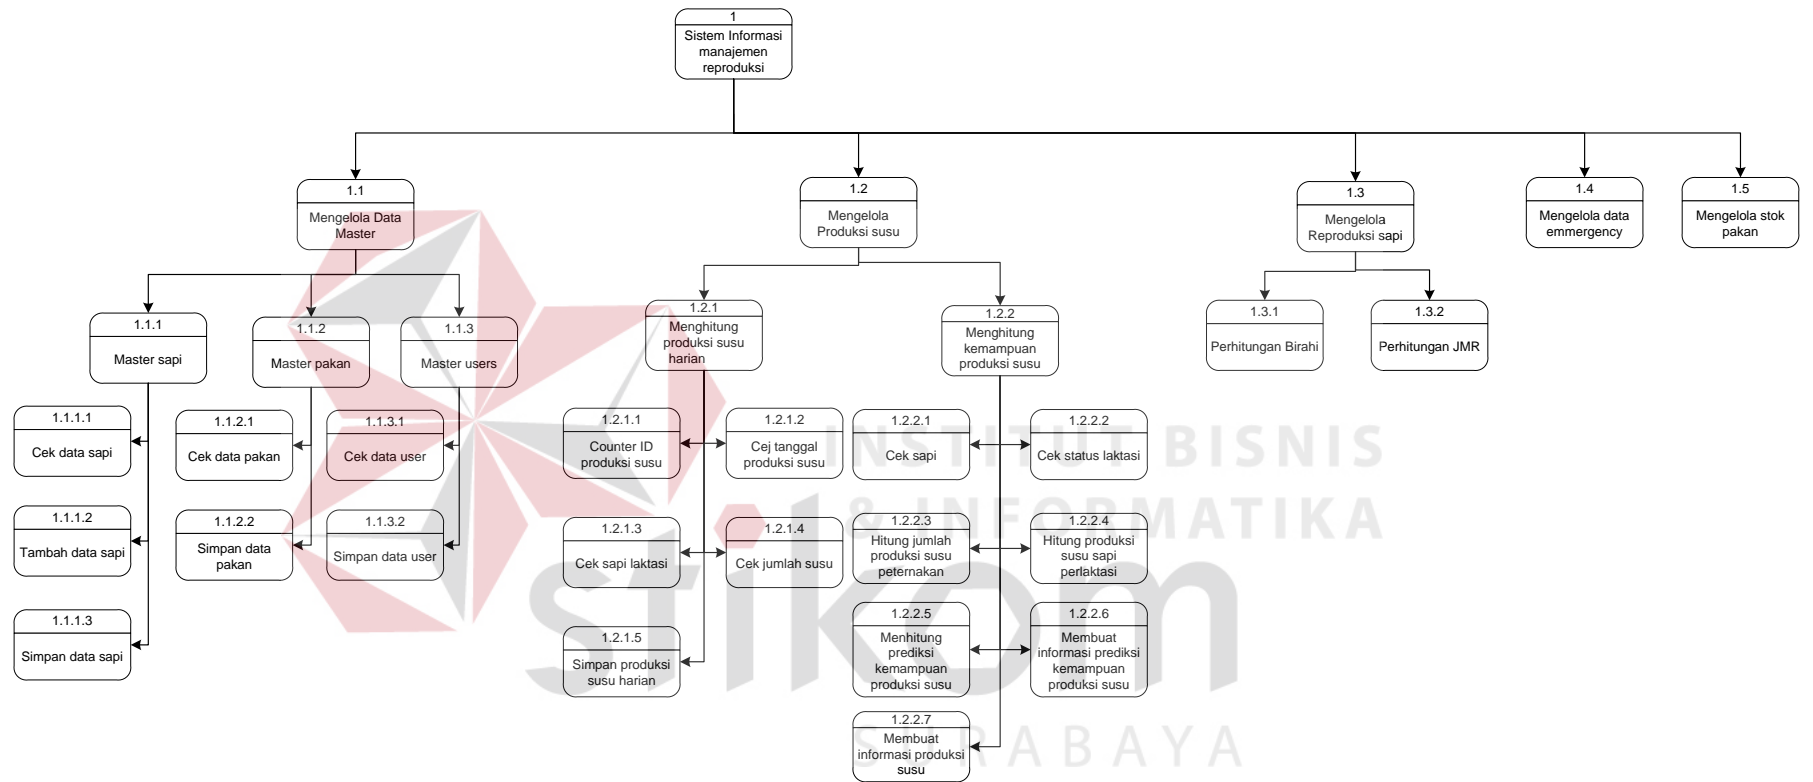 1
Sistem Informasi
manajemen
reproduksi
1.1
Mengelola Data
Master
1.2
Mengelola
Produksi susu
1.3
Mengelola
Reproduksi sapi
1.4
Mengelola data
emmergency
1.5
Mengelola stok
pakan
1.1.1
Master sapi
1.1.2
Master pakan
1.1.3
Master users
1.2.1
Menghitung
produksi susu
harian
1.2.2
Menghitung
kemampuan
produksi susu
1.3.1
Perhitungan Birahi
1.3.2
Perhitungan JMR
1.1.1.1
Cek data sapi
1.1.2.1
Cek data pakan
1.1.3.1
Cek data user
1.2.1.1
Counter ID
produksi susu
1.2.1.2
Cej tanggal
produksi susu
1.2.2.1
Cek sapi
1.2.2.2
Cek status laktasi
1.1.1.2
Tambah data sapi
1.1.2.2
Simpan data
pakan
1.1.3.2
Simpan data user
1.2.1.3
Cek sapi laktasi
1.2.1.4
Cek jumlah susu
1.2.2.3
Hitung jumlah
produksi susu
peternakan
1.2.2.4
Hitung produksi
susu sapi
perlaktasi
1.1.1.3
Simpan data sapi
1.2.1.5
Simpan produksi
susu harian
1.2.2.5
Menhitung
prediksi
kemampuan
produksi susu
1.2.2.6
Membuat
informasi prediksi
kemampuan
produksi susu
1.2.2.7
Membuat
informasi produksi
susu
INSTITUT BISNIS
& INFORMATIKA
stikom
SURABAYA